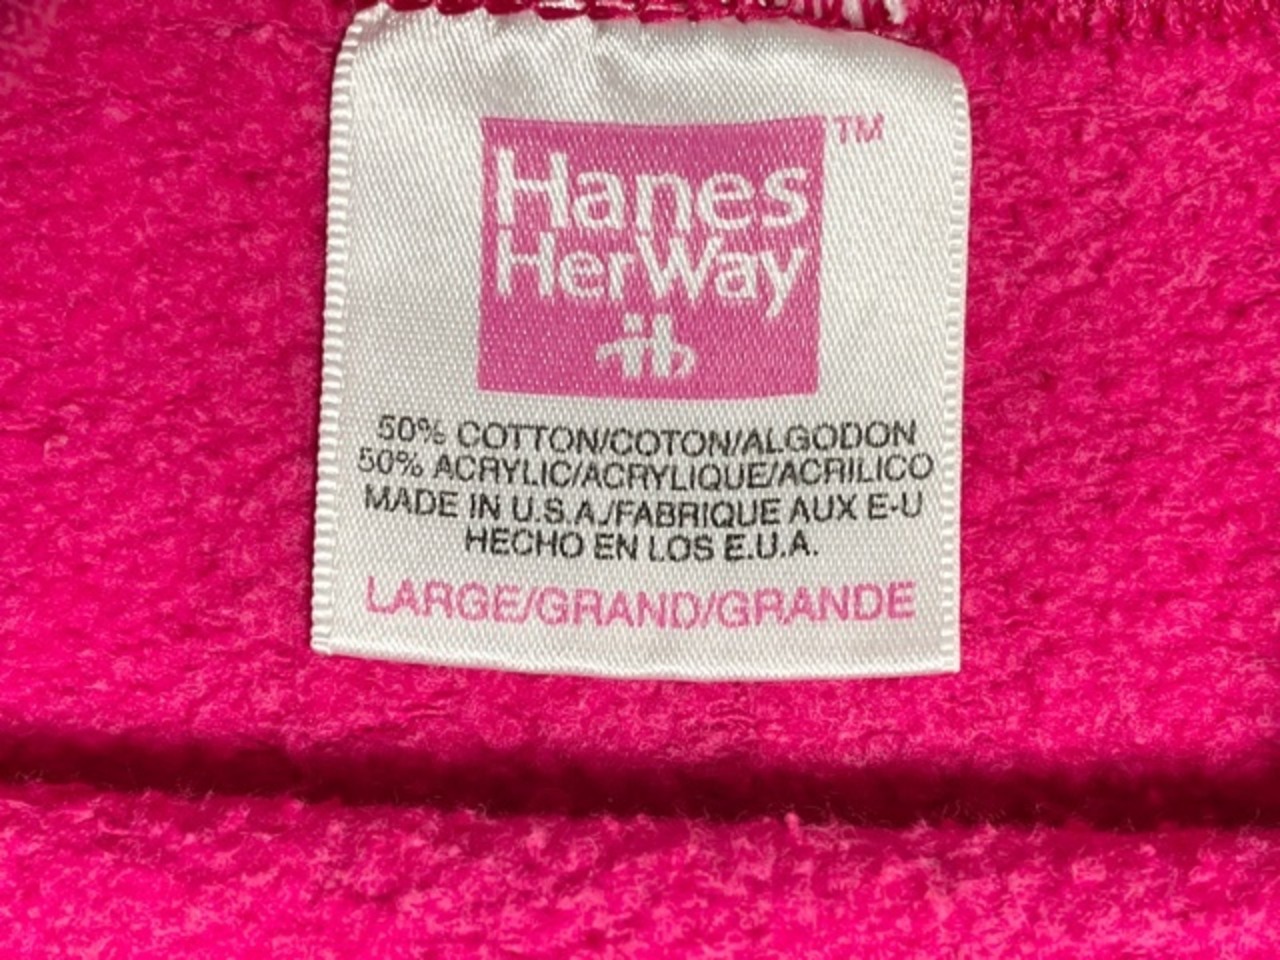 Hanes
TM
HerWay
50% COTTON/COTON/ALGODON
50% ACRYLIC/ACRYLIQUE/ACRILICO
MADE IN U.S.A./FABRIQUE AUX E-U
HECHO EN LOS E.U.A.
LARGE/GRAND/GRANDE